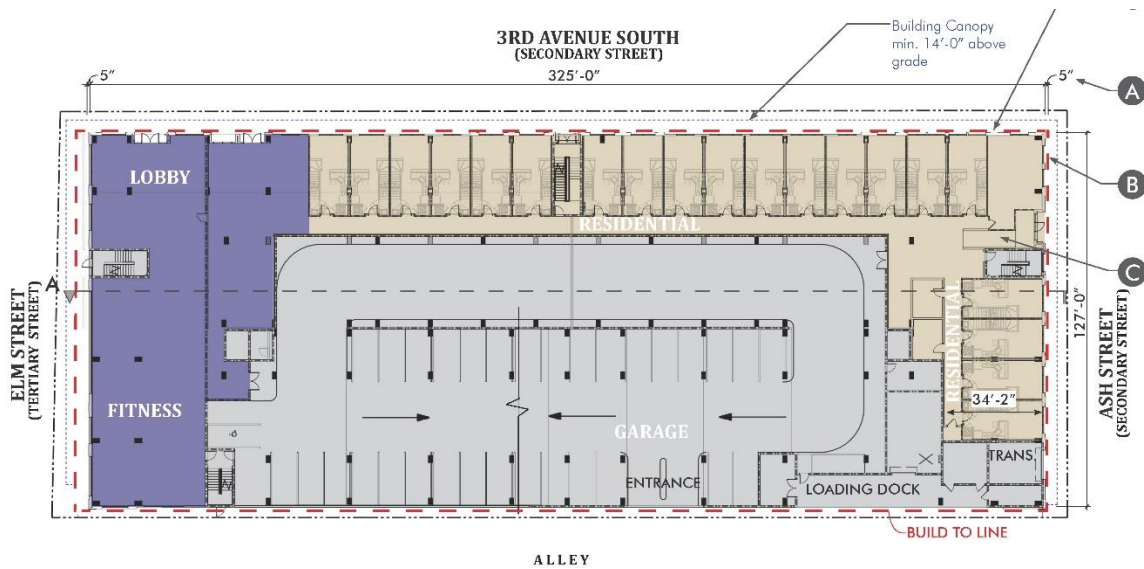 3RD AVENUE SOUTH
(SECONDARY STREET)
Building Canopy
min. 14'-0" above
grade
5"
325'-0"
5"
A
LOBBY
B
RESIDENTIAL
C
A
ELM STREET
(TERTIARY STREET)
127'-0"
ASH STREET
(SECONDARY STREET)
RESIDENTIAL
FITNESS
34'-2"
GARAGE
TRANS.
ENTRANCE
LOADING DOCK
BUILD TO LINE
ALLEY